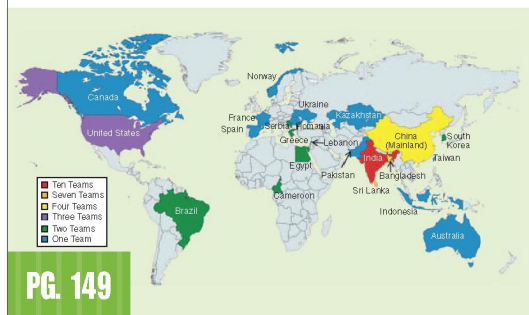 Norway
Canada
Ukraine
Kazakhstan
France
Serbia
Romania
United States
Spain
China
(Mainland)
South
Korea
Greece
Lebanon
Taiwan
India
Egypt
Pakistan
Bangladesh
Sri Lanka
Cameroon
Indonesia
Brazil
Australia
Ten Teams
Seven Teams
Four Teams
Three Teams
Two Teams
One Team
PG. 149